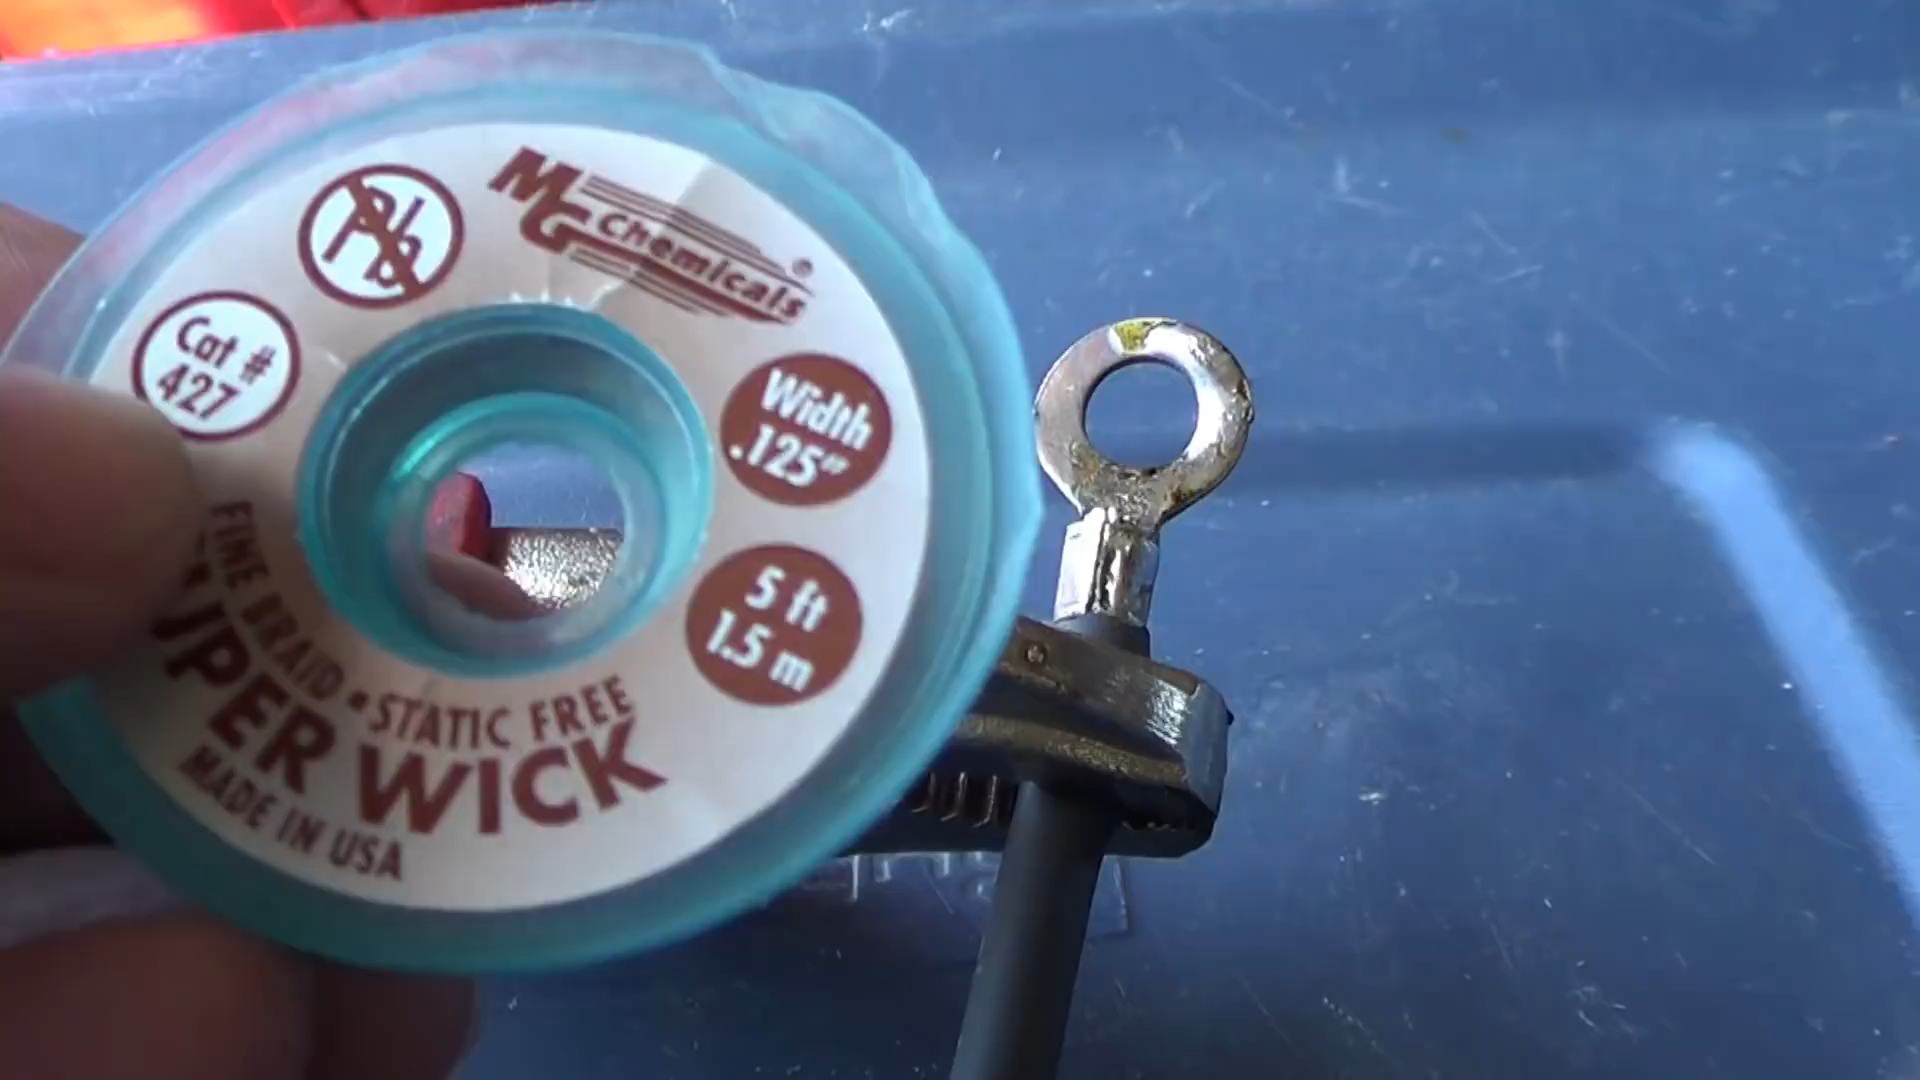 MG Chemicals®
Pb
Cat #
427
Width
.125"
5 ft
1.5 m
FINE BRAID • STATIC FREE
WICK
MADE IN USA